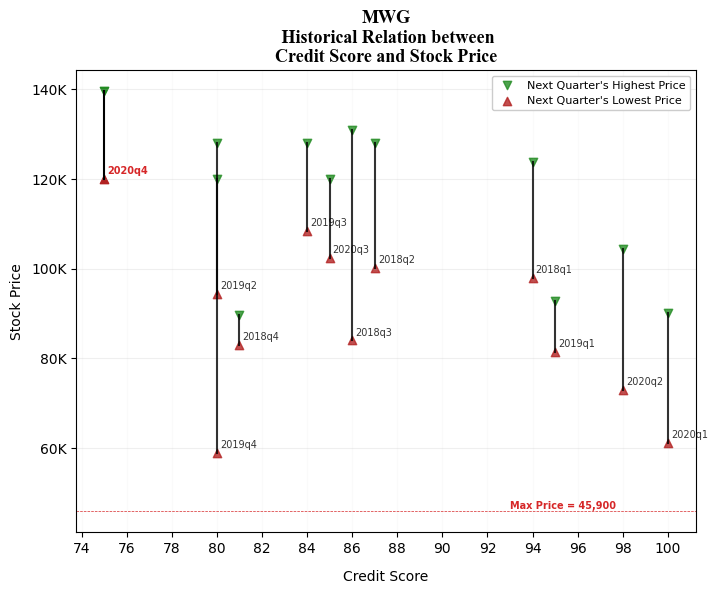 MWG
Historical Relation between
Credit Score and Stock Price
Next Quarter's Highest Price
Next Quarter's Lowest Price
140K
120K
100K
80K
60K
Stock Price
2020q4
2019q3
2020q3
2018q2
2018q1
2019q2
2018q4
2018q3
2019q1
2020q2
2020q1
2019q4
Max Price = 45,900
74 76 78 80 82 84 86 88 90 92 94 96 98 100
Credit Score